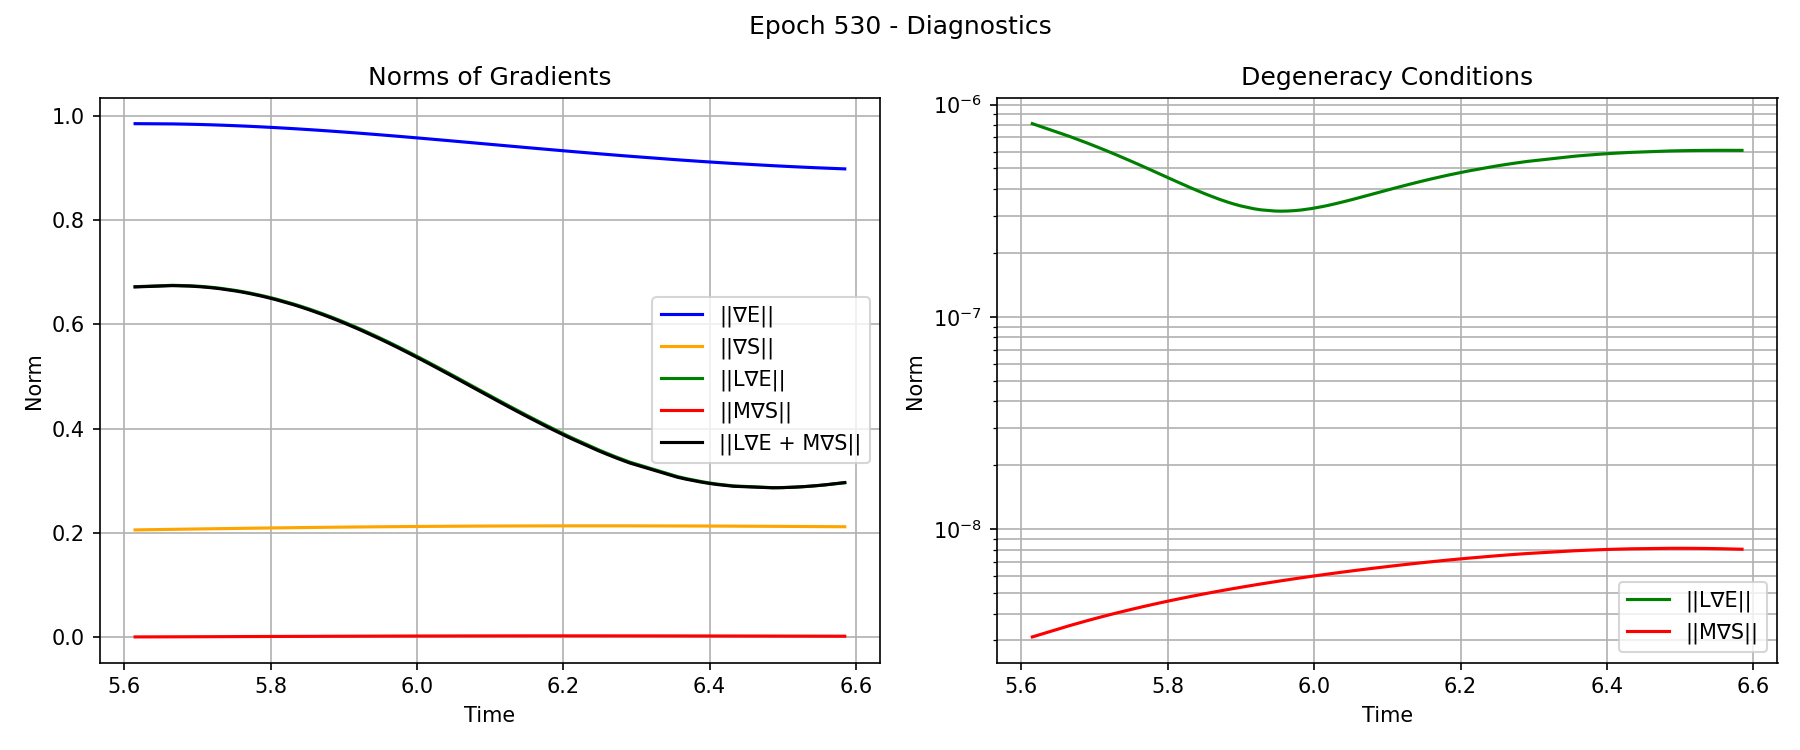 Epoch 530 - Diagnostics
Norms of Gradients
Norm
1.0
0.8
0.6
0.4
0.2
0.0
5.6 5.8 6.0 6.2 6.4 6.6
Time
||∇E||
||∇S||
||L∇E||
||M∇S||
||L∇E + M∇S||
Degeneracy Conditions
Norm
10⁻⁶
10⁻⁷
10⁻⁸
5.6 5.8 6.0 6.2 6.4 6.6
Time
||L∇E||
||M∇S||